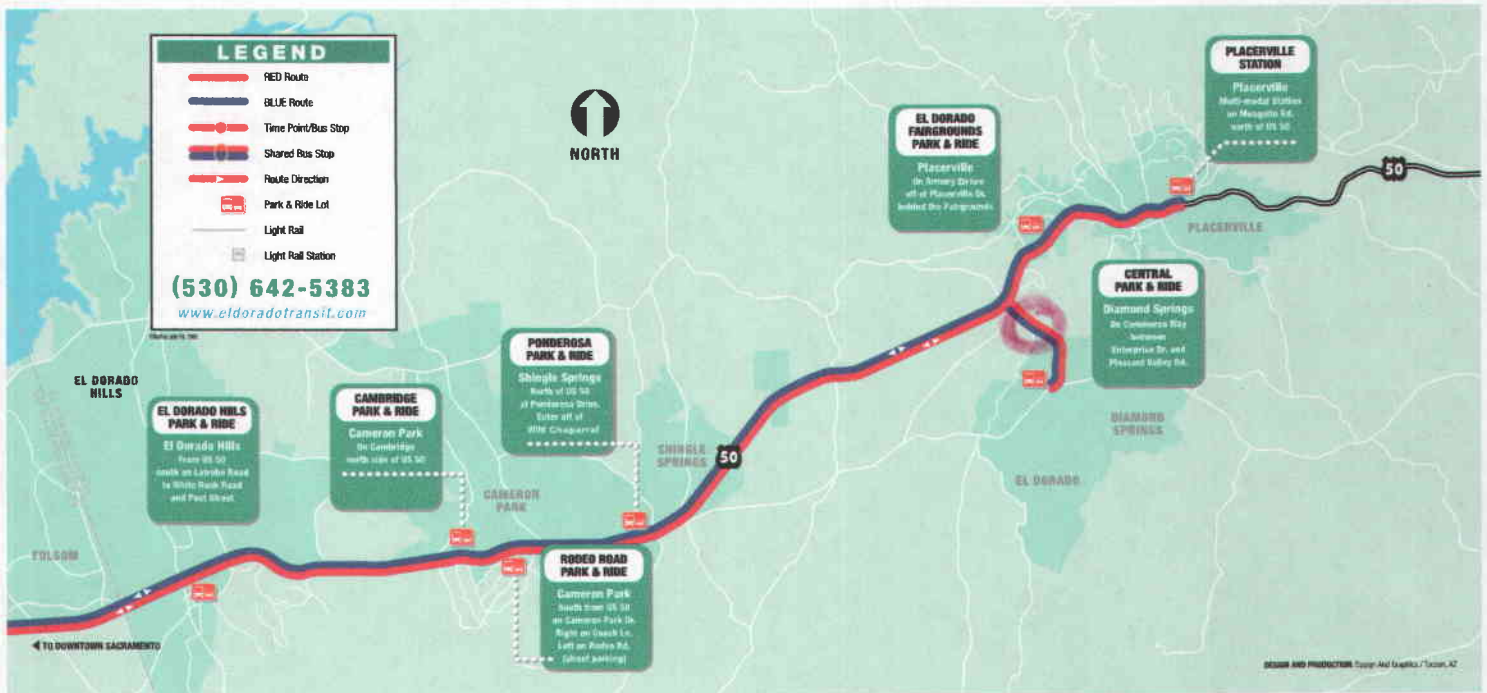 LEGEND
RED Route
BLUE Route
Time Point/Bus Stop
Shared Bus Stop
Route Direction
Park & Ride Lot
Light Rail
Light Rail Station
(530) 642-5383
www.eldoradotransit.com
NORTH
PLACERVILLE
STATION
Placerville
Multi-modal Station
on Mosquito Rd.
north of US 50
EL DORADO
FAIRGROUNDS
PARK & RIDE
Placerville
On Armory Drive
off of Placerville Dr.
behind the Fairgrounds
50
PLACERVILLE
CENTRAL
PARK & RIDE
Diamond Springs
On Commerce Way
between
Enterprise Dr. and
Pleasant Valley Rd.
PONDEROSA
PARK & RIDE
Shingle Springs
North of US 50
at Ponderosa Drive.
Enter off of
Wild Chaparral
EL DORADO
HILLS
CAMBRIDGE
PARK & RIDE
Cameron Park
On Cambridge
north side of US 50
EL DORADO HILLS
PARK & RIDE
El Dorado Hills
From US 50
south on Latrobe Road
to White Rock Road
and Post Street
DIAMOND
SPRINGS
SHINGLE
SPRINGS
50
EL DORADO
CAMERON
PARK
FOLSOM
RODEO ROAD
PARK & RIDE
Cameron Park
South from US 50
on Cameron Park Dr.
Right on Coach Ln.
Left on Rodeo Rd.
(street parking)
TO DOWNTOWN SACRAMENTO
DESIGN AND PRODUCTION: Design And Graphics / Tucson, AZ